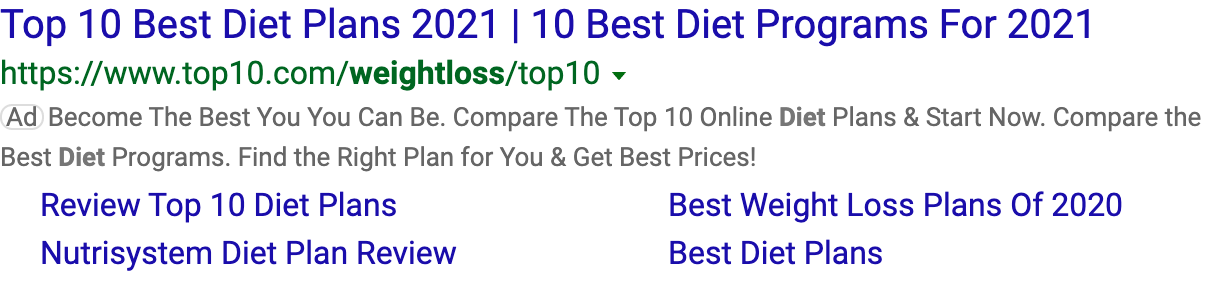 Top 10 Best Diet Plans 2021 | 10 Best Diet Programs For 2021
https://www.top10.com/weightloss/top10
Ad Become The Best You You Can Be. Compare The Top 10 Online Diet Plans & Start Now. Compare the
Best Diet Programs. Find the Right Plan for You & Get Best Prices!
Review Top 10 Diet Plans Best Weight Loss Plans Of 2020
Nutrisystem Diet Plan Review Best Diet Plans